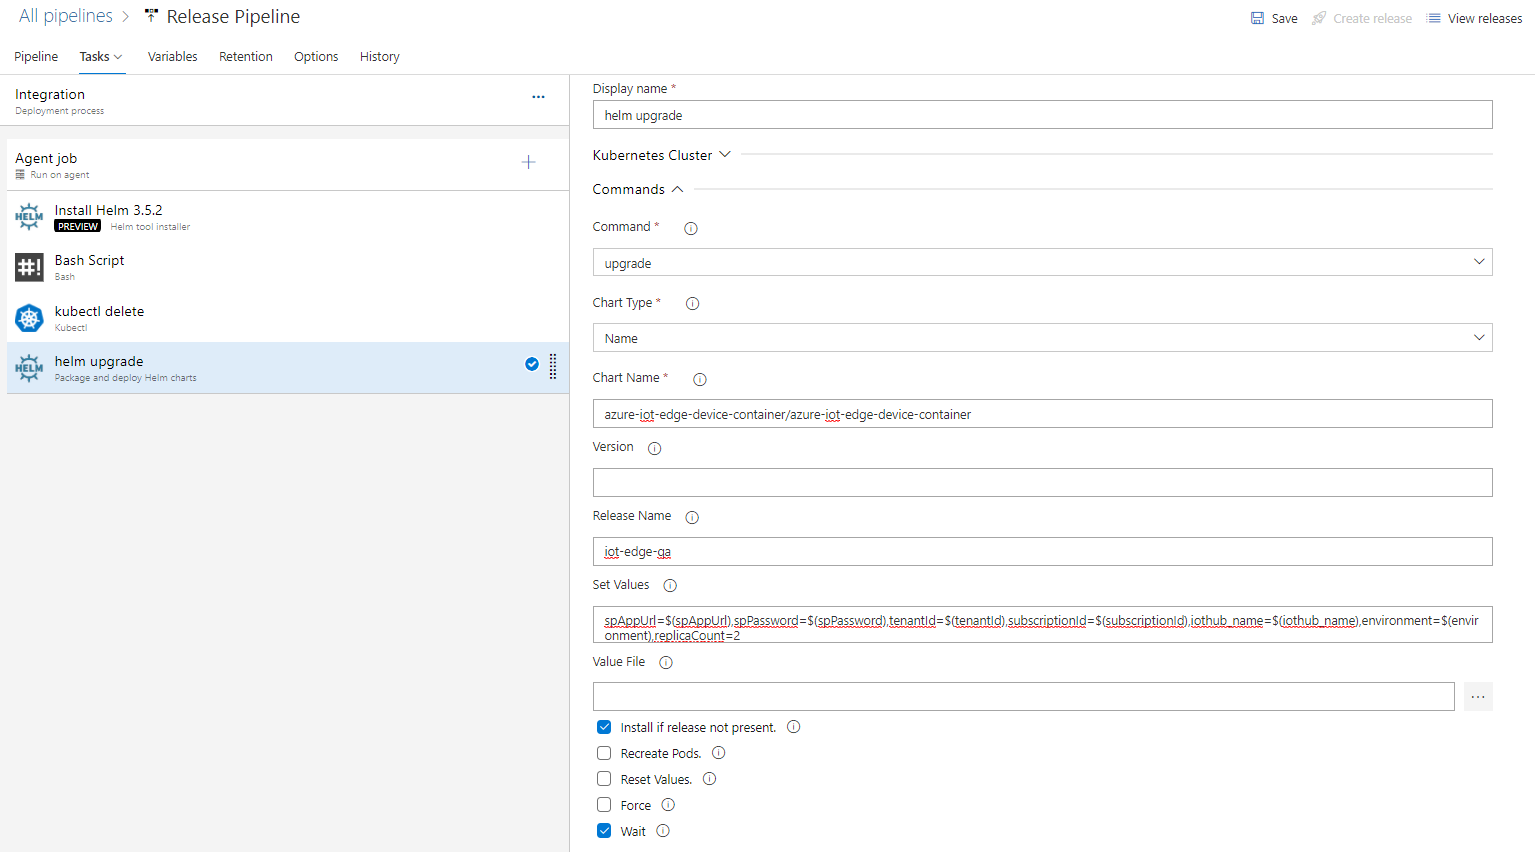 All pipelines > Release Pipeline
Save Create release View releases
Pipeline Tasks Variables Retention Options History
Integration
Deployment process
...
Agent job
Run on agent
HELM
Install Helm 3.5.2
PREVIEW Helm tool installer
#!
Bash Script
Bash
kubectl delete
Kubectl
HELM
helm upgrade
Package and deploy Helm charts
Display name *
helm upgrade
Kubernetes Cluster
Commands
Command *
upgrade
Chart Type *
Name
Chart Name *
azure-iot-edge-device-container/azure-iot-edge-device-container
Version
Release Name
iot-edge-qa
Set Values
spAppUrl=$(spAppUrl),spPassword=$(spPassword),tenantId=$(tenantId),subscriptionId=$(subscriptionId),iothub_name=$(iothub_name),environment=$(envir
onment),replicaCount=2
Value File
...
Install if release not present.
Recreate Pods.
Reset Values.
Force
Wait